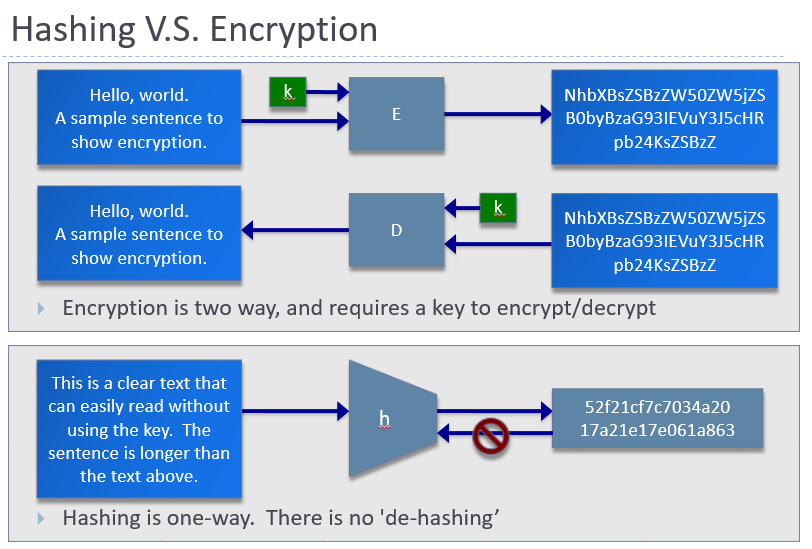 Hashing V.S. Encryption
Hello, world.
A sample sentence to
show encryption.
k
E
NhbXBsZSBzZW50ZW5jZS
B0byBzaG93IEVuY3J5cHR
pb24KsZSBzZ
Hello, world.
A sample sentence to
show encryption.
D
k
NhbXBsZSBzZW50ZW5jZS
B0byBzaG93IEVuY3J5cHR
pb24KsZSBzZ
Encryption is two way, and requires a key to encrypt/decrypt
This is a clear text that
can easily read without
using the key.  The
sentence is longer than
the text above.
h
52f21cf7c7034a20
17a21e17e061a863
Hashing is one-way.  There is no 'de-hashing’